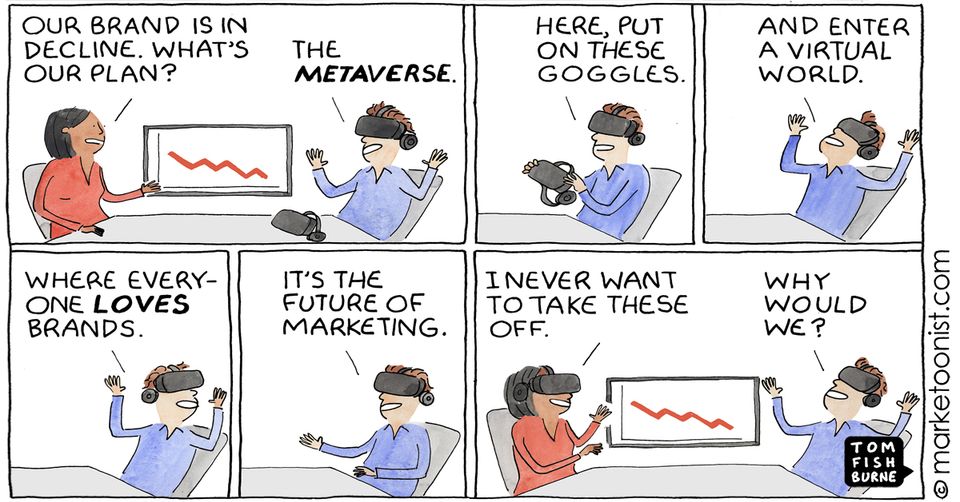 OUR BRAND IS IN
DECLINE. WHAT'S
OUR PLAN?
THE
METAVERSE.
HERE, PUT
ON THESE
GOGGLES.
AND ENTER
A VIRTUAL
WORLD.
WHERE EVERY-
ONE LOVES
BRANDS.
IT'S THE
FUTURE OF
MARKETING.
I NEVER WANT
TO TAKE THESE
OFF.
WHY
WOULD
WE?
TOM
FISH
BURNE
© marketoonist.com